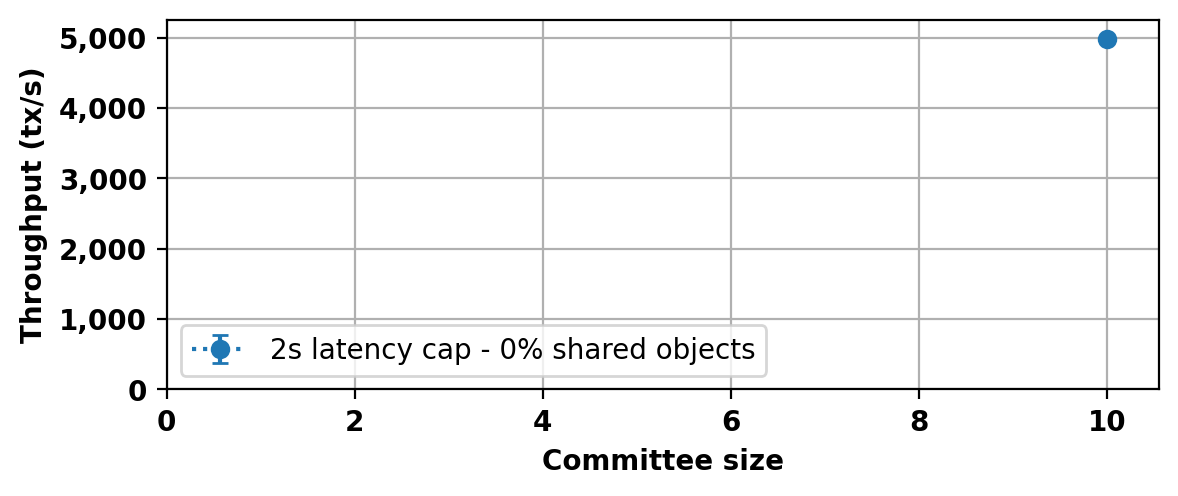 Throughput (tx/s)
5,000
4,000
3,000
2,000
1,000
0
2s latency cap - 0% shared objects
0 2 4 6 8 10
Committee size